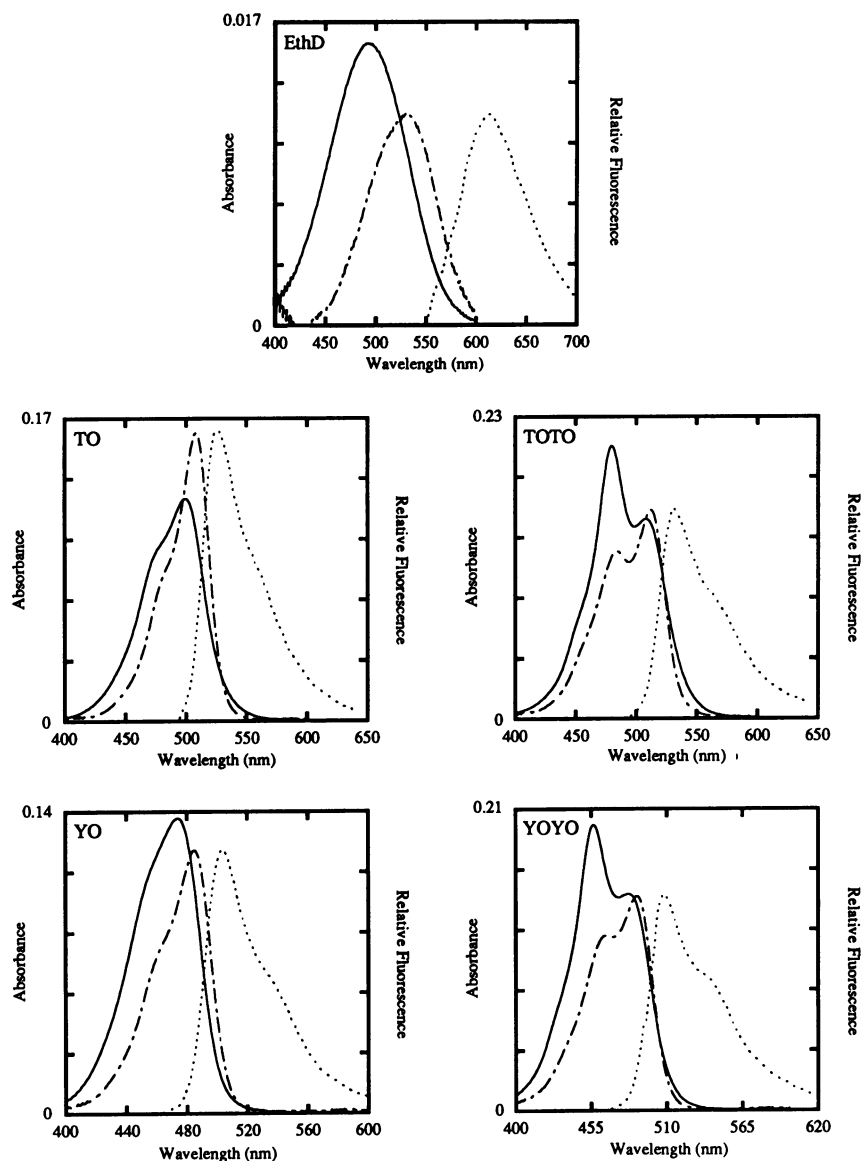 0.017
EthD
Absorbance
Relative Fluorescence
0
400 450 500 550 600 650 700
Wavelength (nm)
0.17
TO
Absorbance
Relative Fluorescence
0
400 450 500 550 600 650
Wavelength (nm)
0.23
TOTO
Absorbance
Relative Fluorescence
0
400 450 500 550 600 650
Wavelength (nm)
0.14
YO
Absorbance
Relative Fluorescence
0
400 440 480 520 560 600
Wavelength (nm)
0.21
YOYO
Absorbance
Relative Fluorescence
0
400 455 510 565 620
Wavelength (nm)